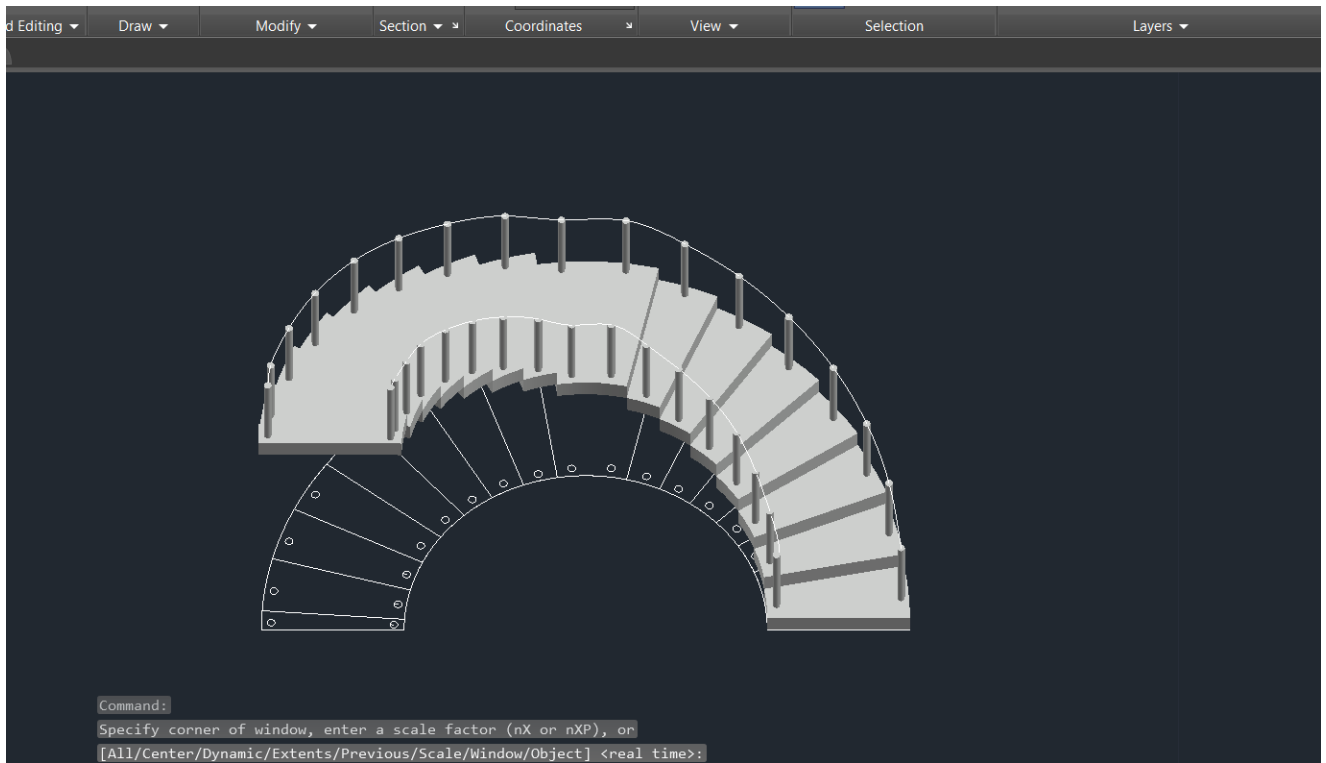 d Editing Draw Modify Section Coordinates View Selection Layers
Command:
Specify corner of window, enter a scale factor (nX or nXP), or
[All/Center/Dynamic/Extents/Previous/Scale/Window/Object] <real time>: